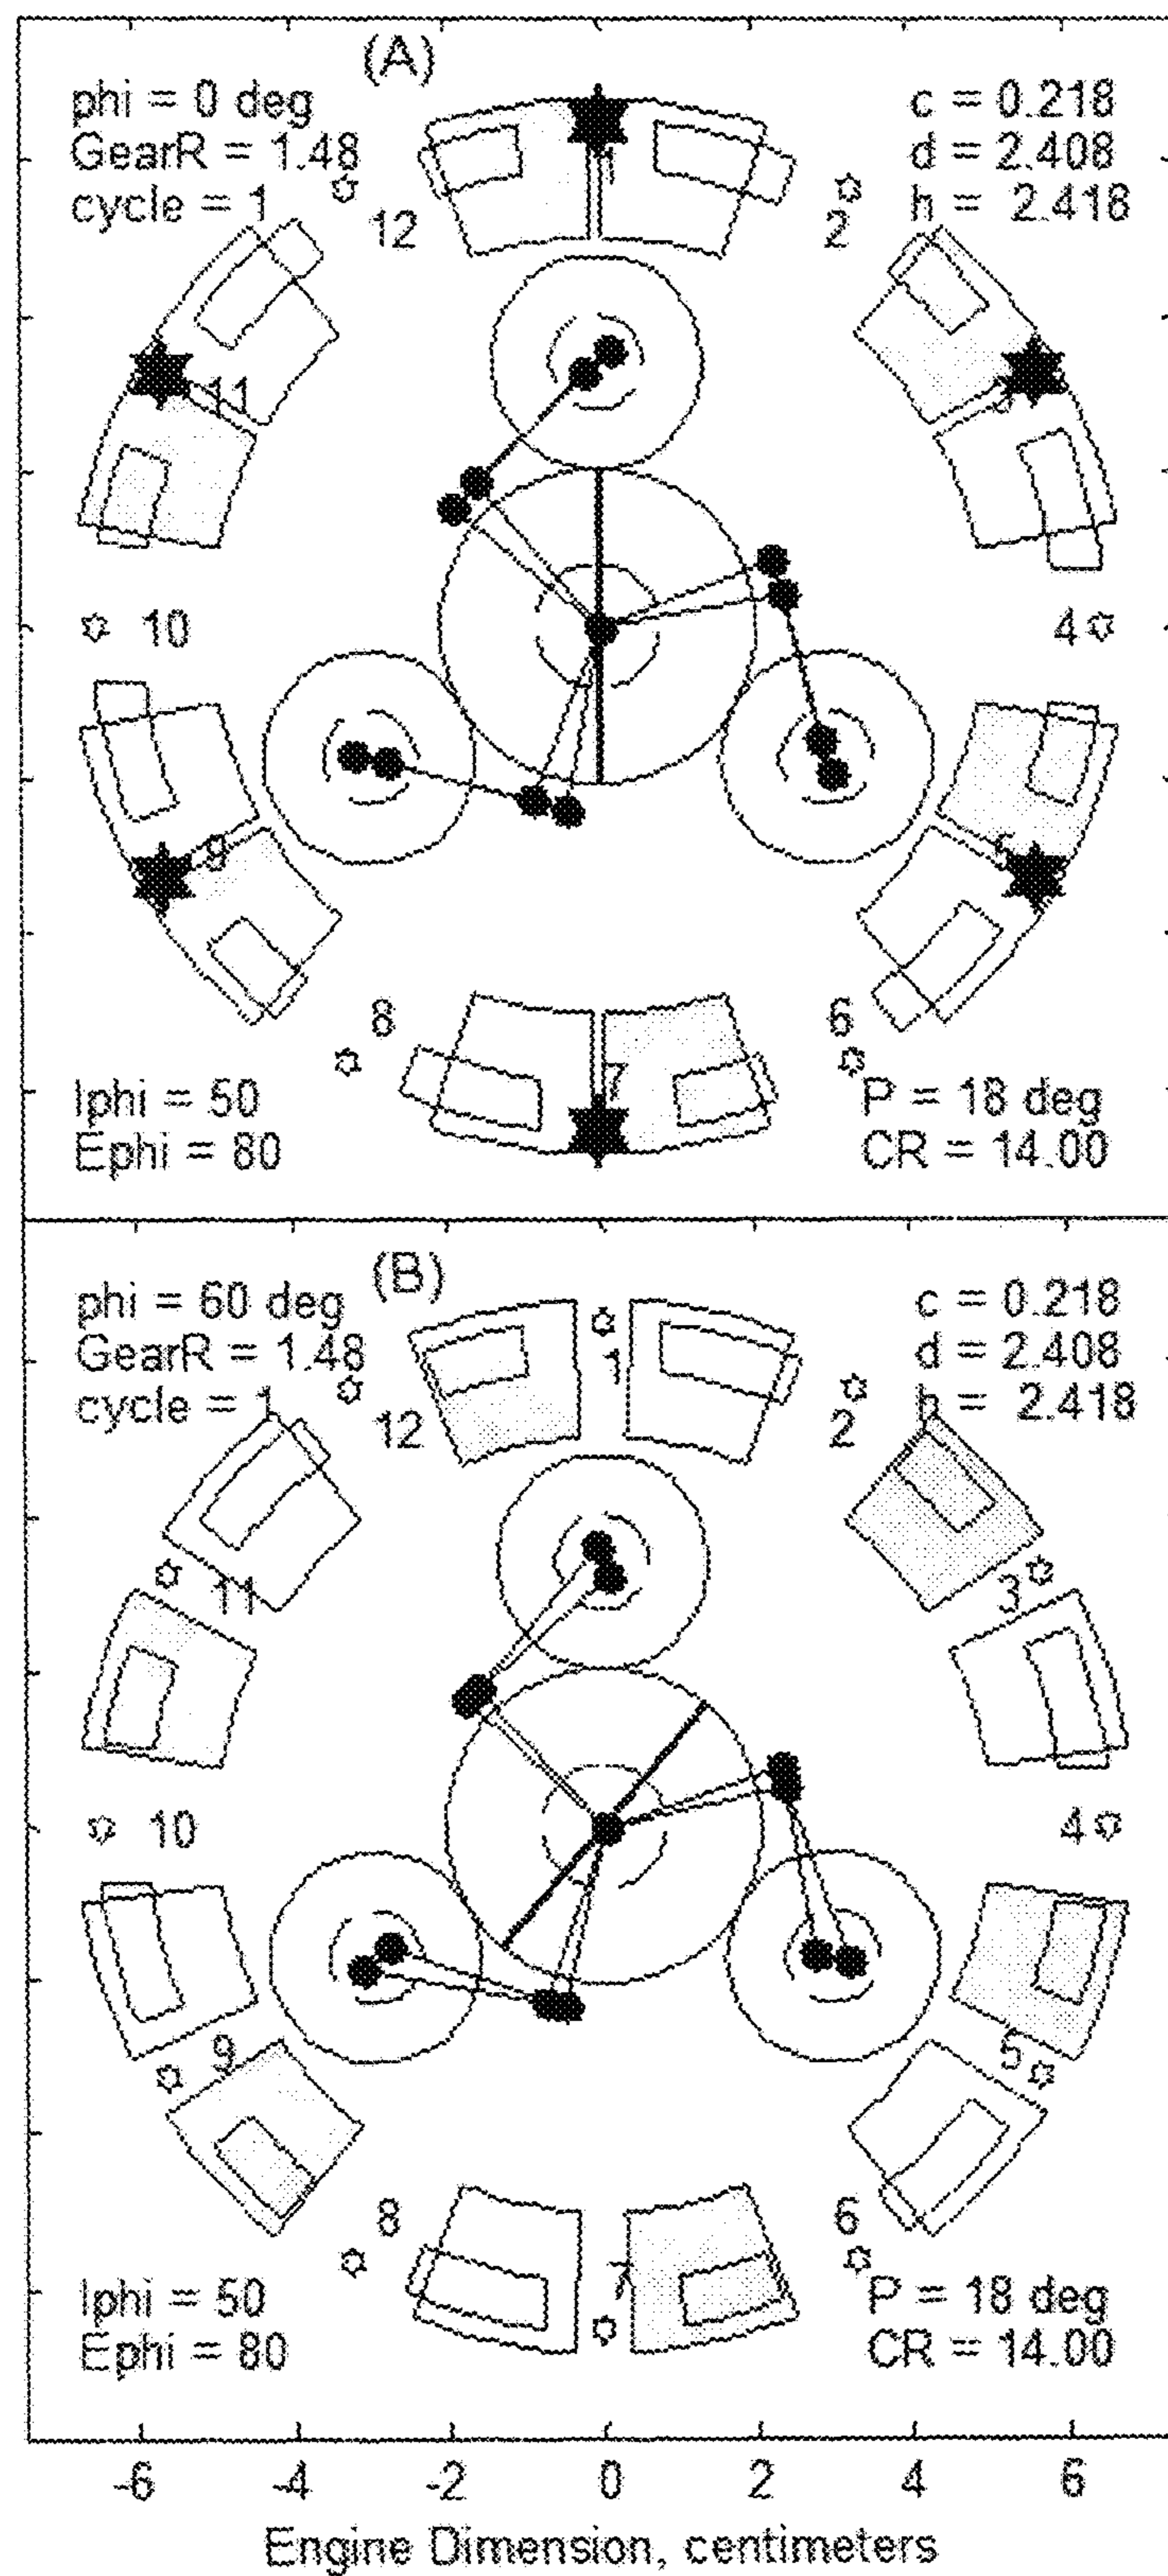 (A)
phi = 0 deg
GearR = 1.48
cycle = 1
c = 0.218
d = 2.408
h = 2.418
1
12
2
11
3
10
4
9
5
8
6
7
Iphi = 50
Ephi = 80
P = 18 deg
CR = 14.00
(B)
phi = 60 deg
GearR = 1.48
cycle = 1
c = 0.218
d = 2.408
h = 2.418
1
12
2
11
3
10
4
9
5
8
6
7
Iphi = 50
Ephi = 80
P = 18 deg
CR = 14.00
-6 -4 -2 0 2 4 6
Engine Dimension, centimeters